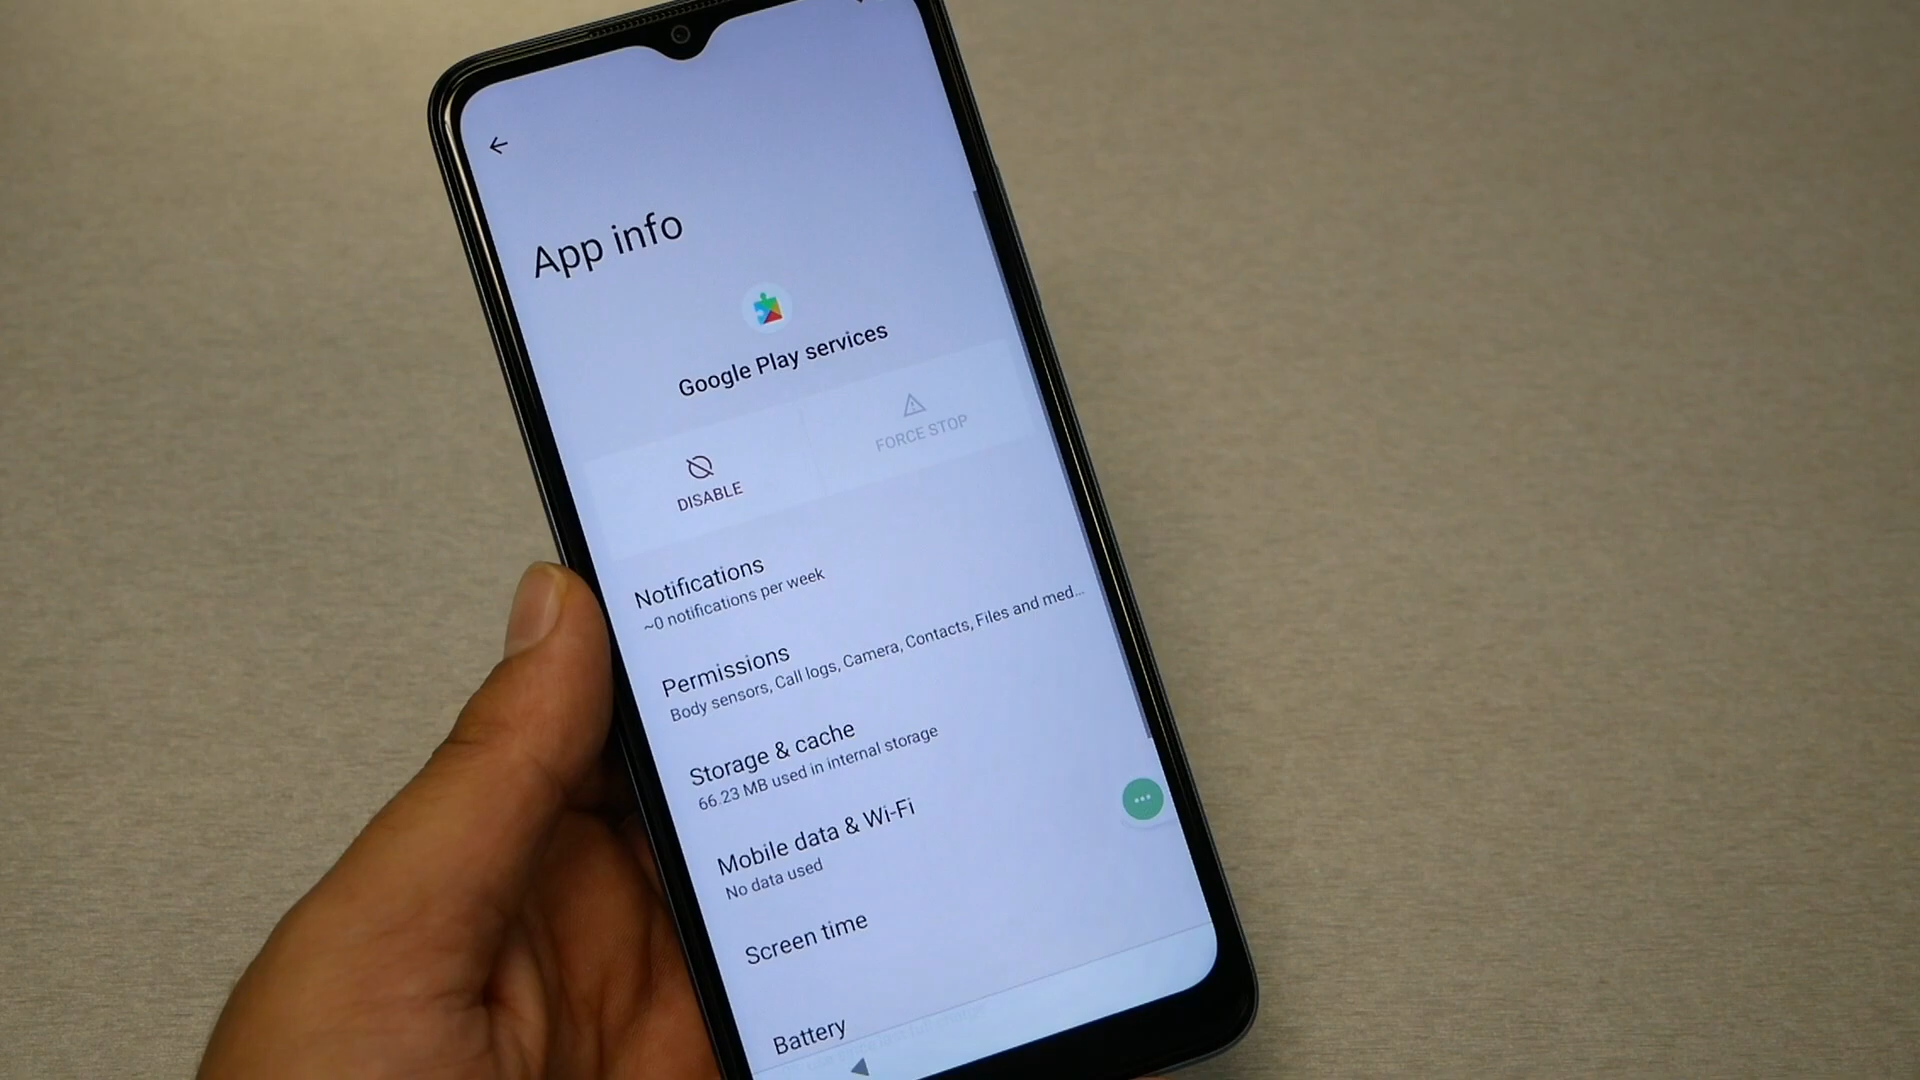 App info
Google Play services
DISABLE
FORCE STOP
Notifications
~0 notifications per week
Permissions
Body sensors, Call logs, Camera, Contacts, Files and med...
Storage & cache
66.23 MB used in internal storage
Mobile data & Wi-Fi
No data used
Screen time
Battery